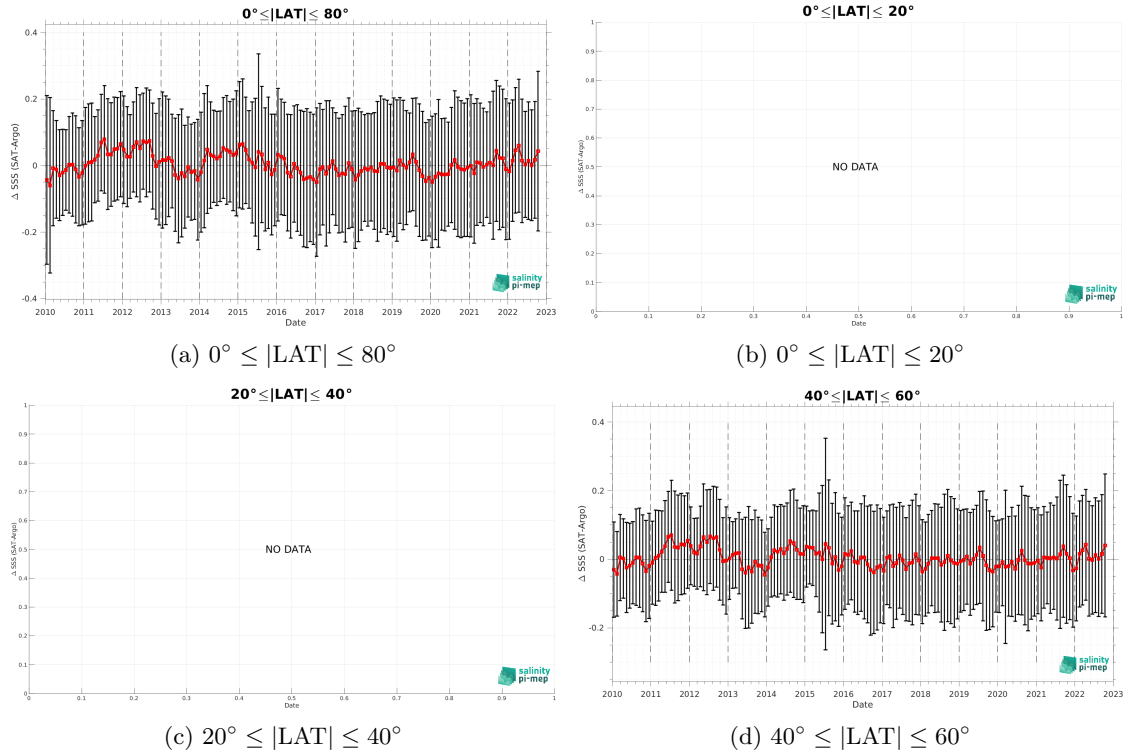 0°≤|LAT|≤ 80°
Δ SSS (SAT-Argo)
0.4
0.2
0
-0.2
-0.4
2010 2011 2012 2013 2014 2015 2016 2017 2018 2019 2020 2021 2022 2023
Date
salinity
pi-mep
(a) 0° ≤ |LAT| ≤ 80°
0°≤|LAT|≤ 20°
Δ SSS (SAT-Argo)
1
0.9
0.8
0.7
0.6
0.5
0.4
0.3
0.2
0.1
0
NO DATA
0 0.1 0.2 0.3 0.4 0.5 0.6 0.7 0.8 0.9 1
Date
salinity
pi-mep
(b) 0° ≤ |LAT| ≤ 20°
20°≤|LAT|≤ 40°
Δ SSS (SAT-Argo)
1
0.9
0.8
0.7
0.6
0.5
0.4
0.3
0.2
0.1
0
NO DATA
0 0.1 0.2 0.3 0.4 0.5 0.6 0.7 0.8 0.9 1
Date
salinity
pi-mep
(c) 20° ≤ |LAT| ≤ 40°
40°≤|LAT|≤ 60°
Δ SSS (SAT-Argo)
0.4
0.2
0
-0.2
2010 2011 2012 2013 2014 2015 2016 2017 2018 2019 2020 2021 2022 2023
Date
salinity
pi-mep
(d) 40° ≤ |LAT| ≤ 60°